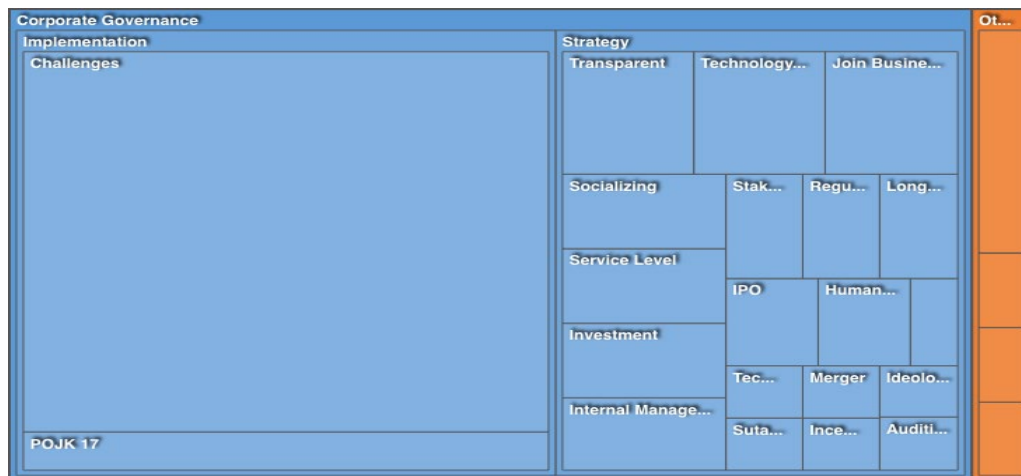 Corporate Governance
Ot...
Implementation
Strategy
Challenges
Transparent
Technology...
Join Busine...
Socializing
Stak...
Regu...
Long...
Service Level
IPO
Human...
Investment
Tec...
Merger
Ideolo...
Internal Manage...
Suta...
Ince...
Auditi...
POJK 17